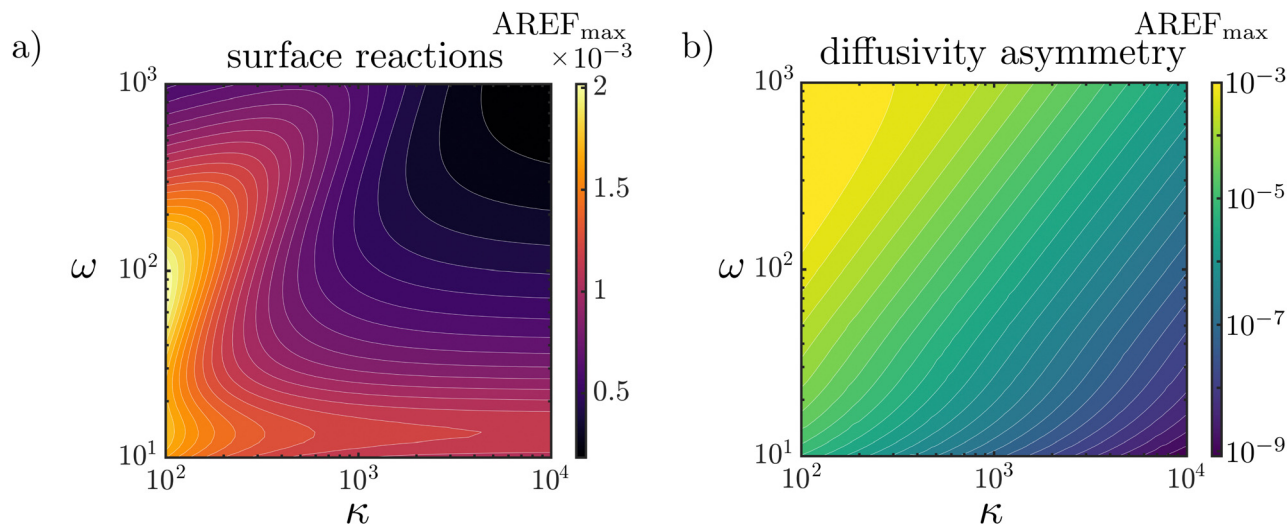 a)
surface reactions
AREF_max
× 10^−3
10^3
10^2
10^1
ω
10^2
10^3
10^4
κ
2
1.5
1
0.5
b)
diffusivity asymmetry
AREF_max
10^3
10^2
10^1
ω
10^2
10^3
10^4
κ
10^−3
10^−5
10^−7
10^−9